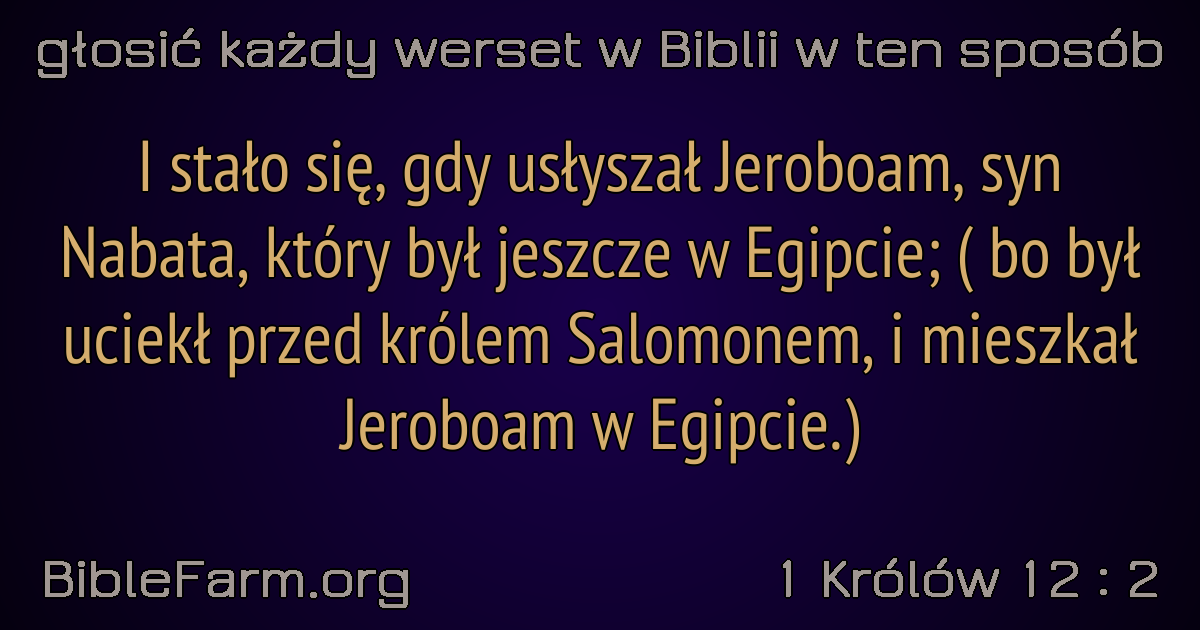 głosić każdy werset w Biblii w ten sposób
I stało się, gdy usłyszał Jeroboam, syn
Nabata, który był jeszcze w Egipcie; ( bo był
uciekł przed królem Salomonem, i mieszkał
Jeroboam w Egipcie.)
BibleFarm.org
1 Królów 12 : 2